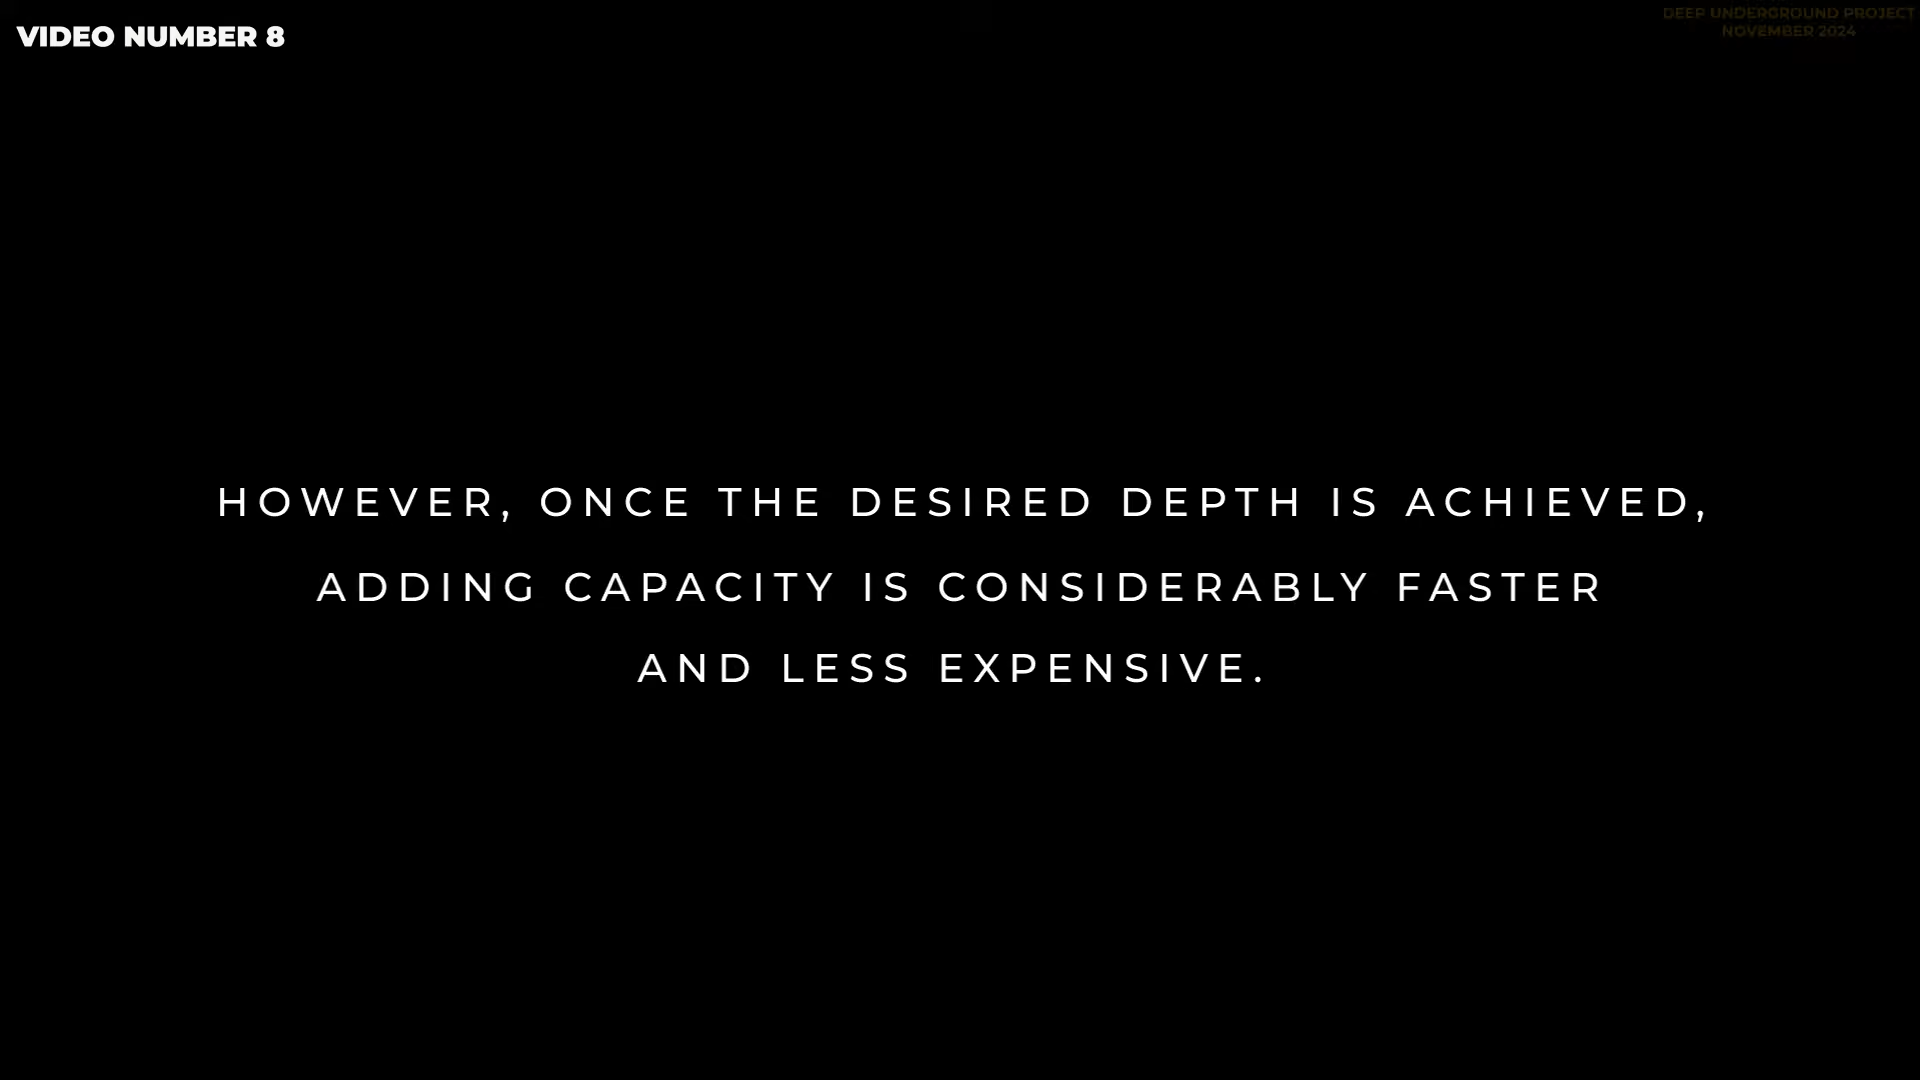 VIDEO NUMBER 8
DEEP UNDERGROUND PROJECT
NOVEMBER 2024
HOWEVER, ONCE THE DESIRED DEPTH IS ACHIEVED,
ADDING CAPACITY IS CONSIDERABLY FASTER
AND LESS EXPENSIVE.